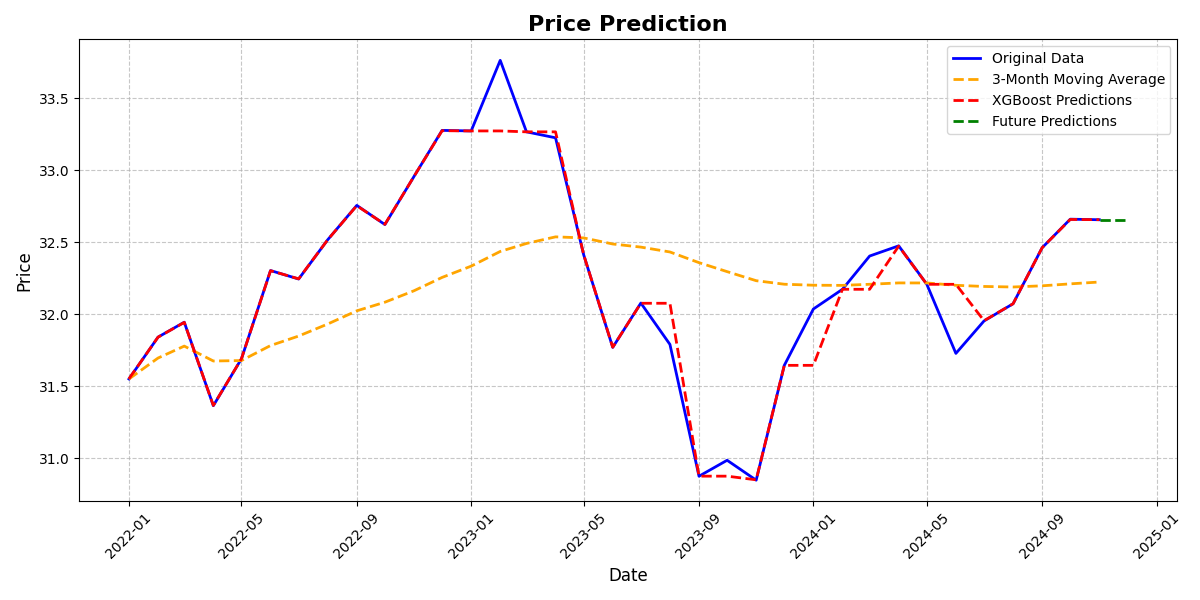 Price Prediction
Original Data
3-Month Moving Average
XGBoost Predictions
Future Predictions
Price
33.5
33.0
32.5
32.0
31.5
31.0
2022-01
2022-05
2022-09
2023-01
2023-05
2023-09
2024-01
2024-05
2024-09
2025-01
Date